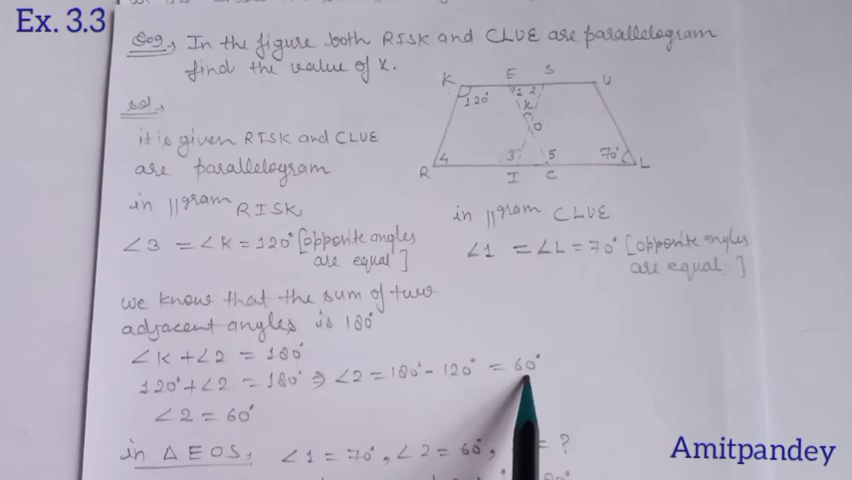 Ex. 3.3
Que, In the figure both RISK and CLUE are parallelogram
find the value of x.
K E S U
120° 1 2
x
O
4 3 5 70°
R I C L
sol,
it is given RISK and CLUE
are parallelogram
in ||gram RISK
∠3 = ∠K = 120° [opposite angles
are equal]
in ||gram CLUE
∠1 = ∠L = 70° [opposite angles
are equal]
we know that the sum of two
adjacent angles is 180°
∠K + ∠2 = 180°
120° + ∠2 = 180° ⇒ ∠2 = 180° - 120° = 60°
∠2 = 60°
in △ EOS, ∠1 = 70°, ∠2 = 60°, = ?
Amitpandey